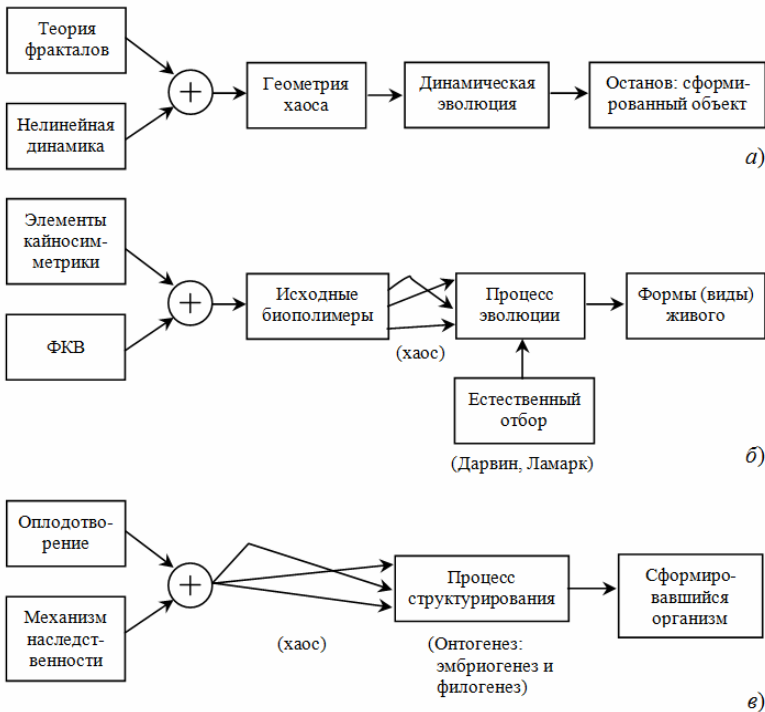 Теория
фракталов
Нелинейная
динамика
+
Геометрия
хаоса
Динамическая
эволюция
Останов: сформи-
рованный объект
а)
Элементы
кайносим-
метрики
ФКВ
+
Исходные
биополимеры
(хаос)
Процесс
эволюции
Естественный
отбор
(Дарвин, Ламарк)
Формы (виды)
живого
б)
Оплодотво-
рение
Механизм
наследст-
венности
+
(хаос)
Процесс
структурирования
(Онтогенез:
эмбриогенез и
филогенез)
Сформиро-
вавшийся
организм
в)